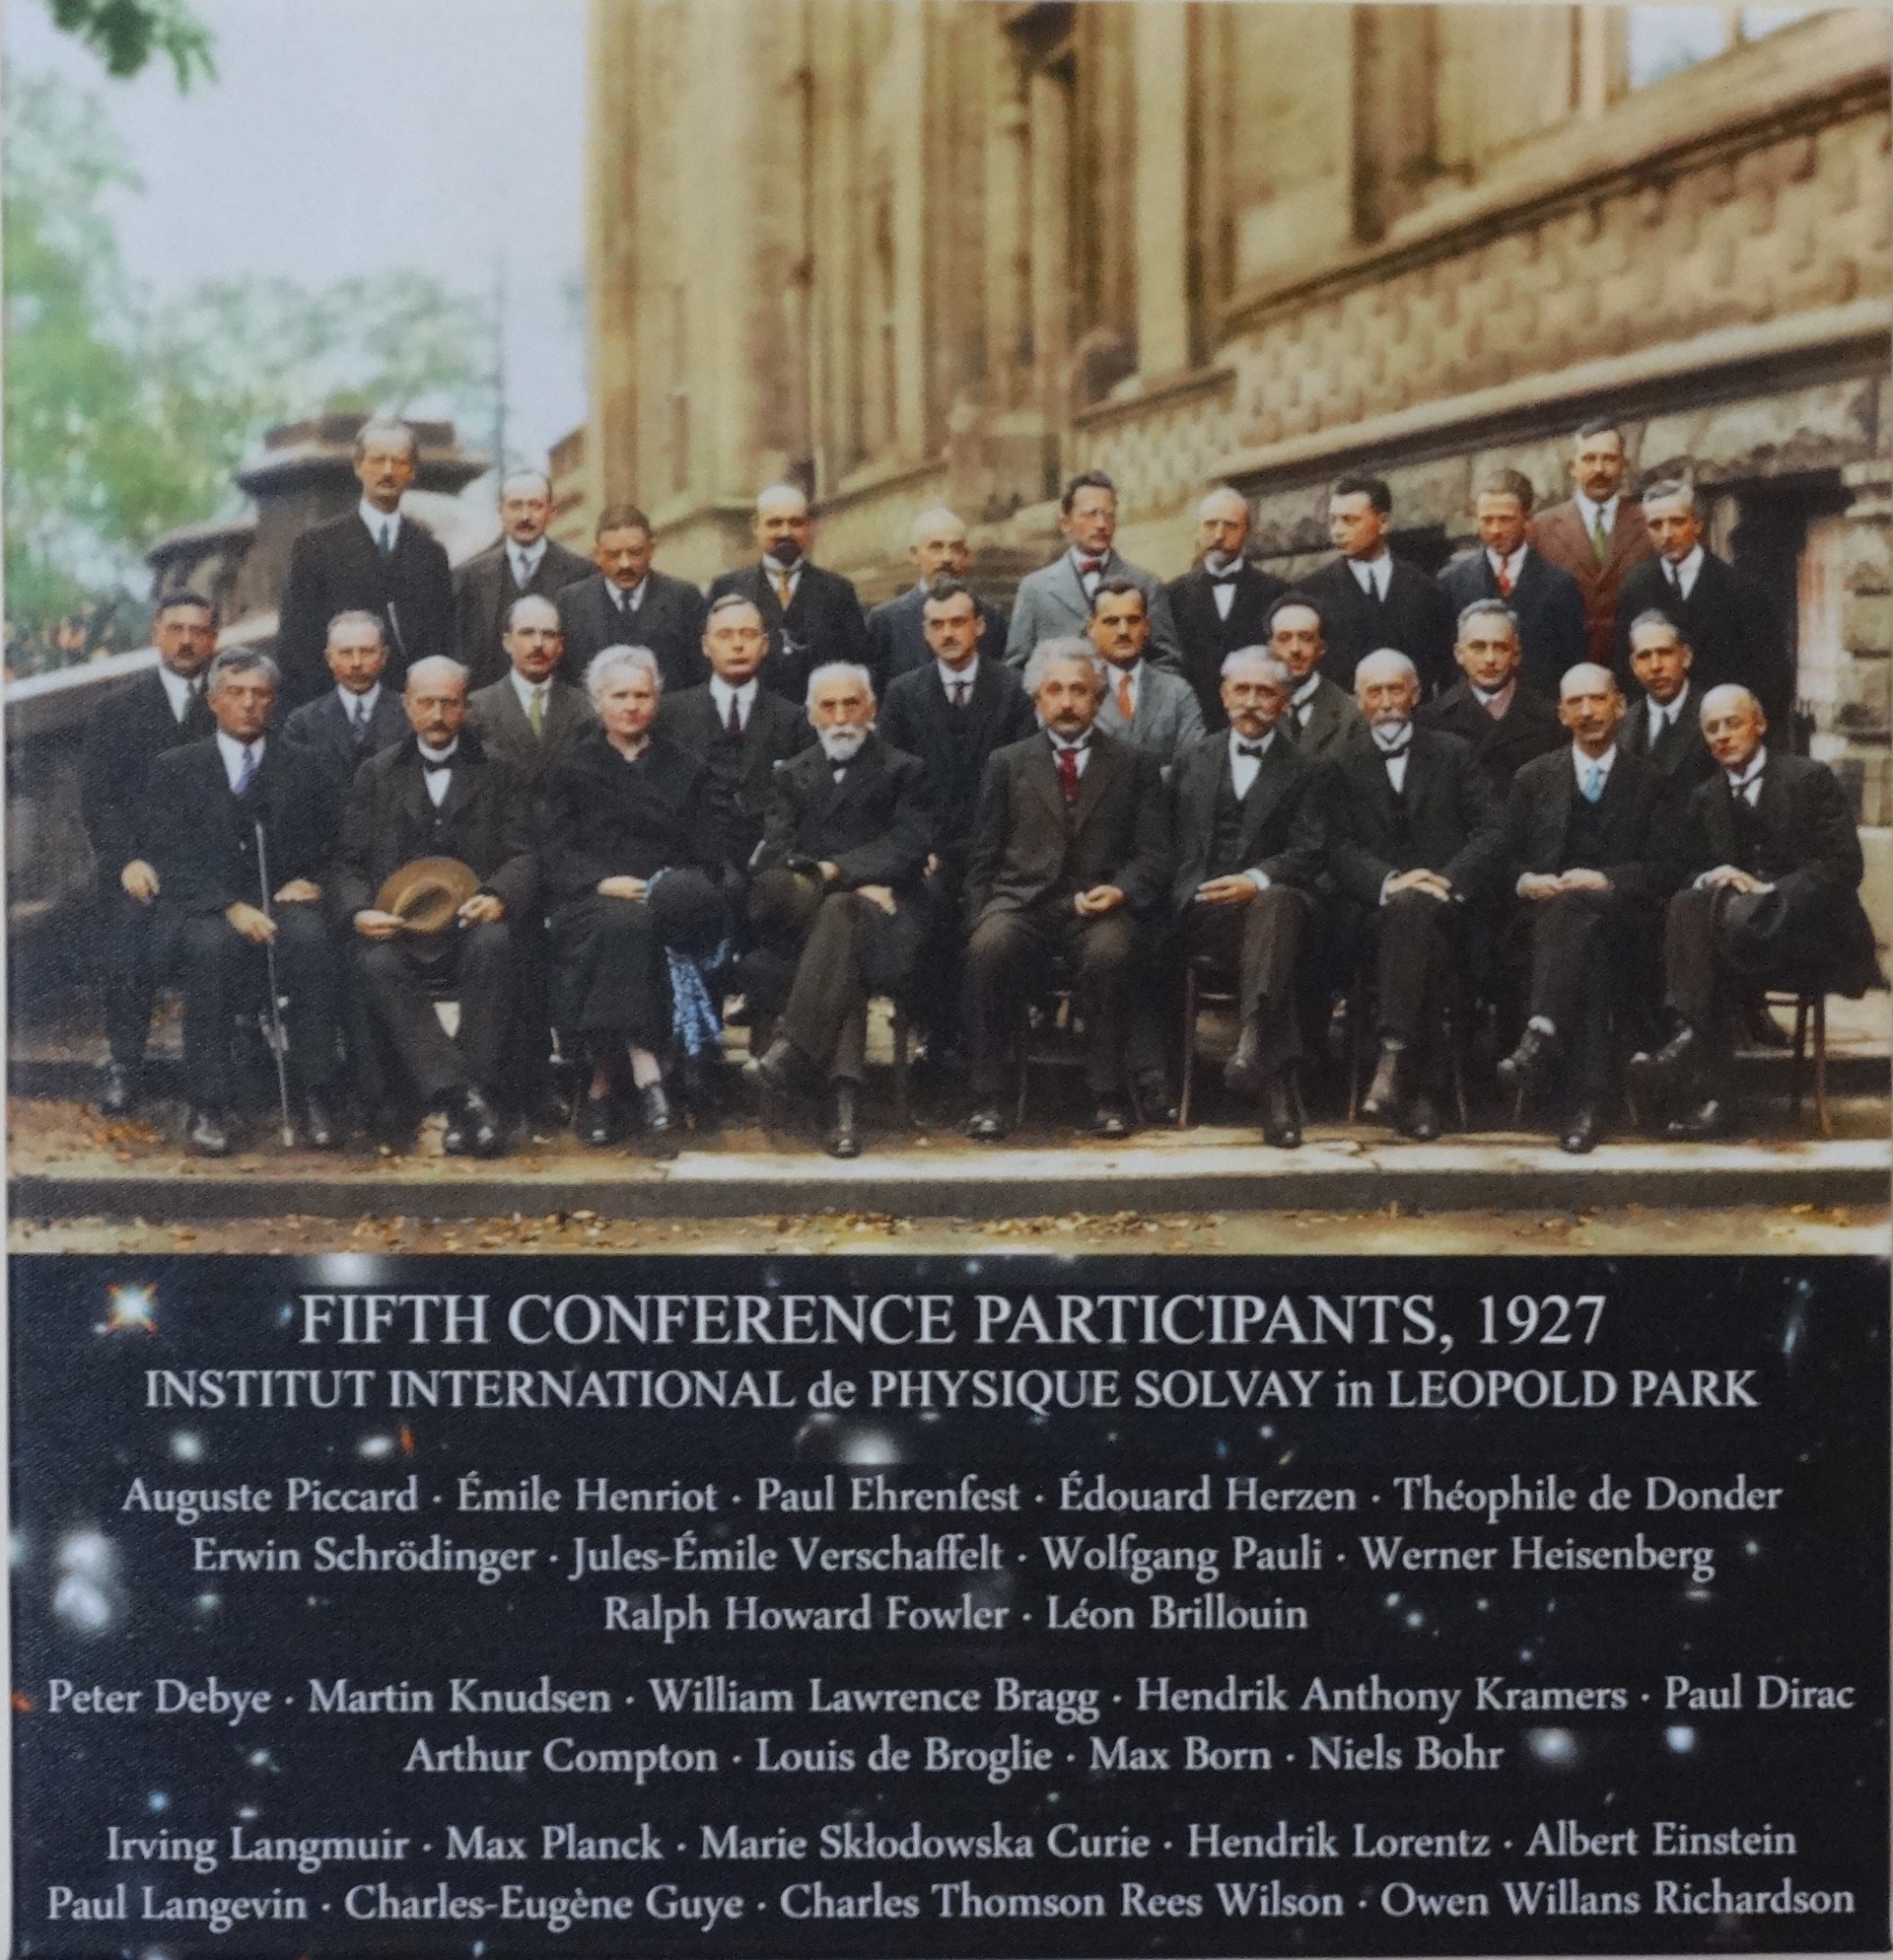 FIFTH CONFERENCE PARTICIPANTS, 1927
INSTITUT INTERNATIONAL de PHYSIQUE SOLVAY in LEOPOLD PARK
Auguste Piccard · Émile Henriot · Paul Ehrenfest · Édouard Herzen · Théophile de Donder
Erwin Schrödinger · Jules-Émile Verschaffelt · Wolfgang Pauli · Werner Heisenberg
Ralph Howard Fowler · Léon Brillouin
Peter Debye · Martin Knudsen · William Lawrence Bragg · Hendrik Anthony Kramers · Paul Dirac
Arthur Compton · Louis de Broglie · Max Born · Niels Bohr
Irving Langmuir · Max Planck · Marie Skłodowska Curie · Hendrik Lorentz · Albert Einstein
Paul Langevin · Charles-Eugène Guye · Charles Thomson Rees Wilson · Owen Willans Richardson